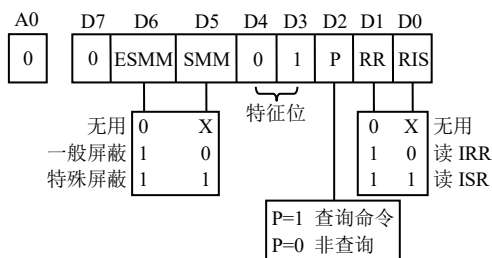 A0 D7 D6 D5 D4 D3 D2 D1 D0
0 0 ESMM SMM 0 1 P RR RIS
特征位
无用 0 X 0 X 无用
一般屏蔽 1 0 1 0 读 IRR
特殊屏蔽 1 1 1 1 读 ISR
P=1 查询命令
P=0 非查询